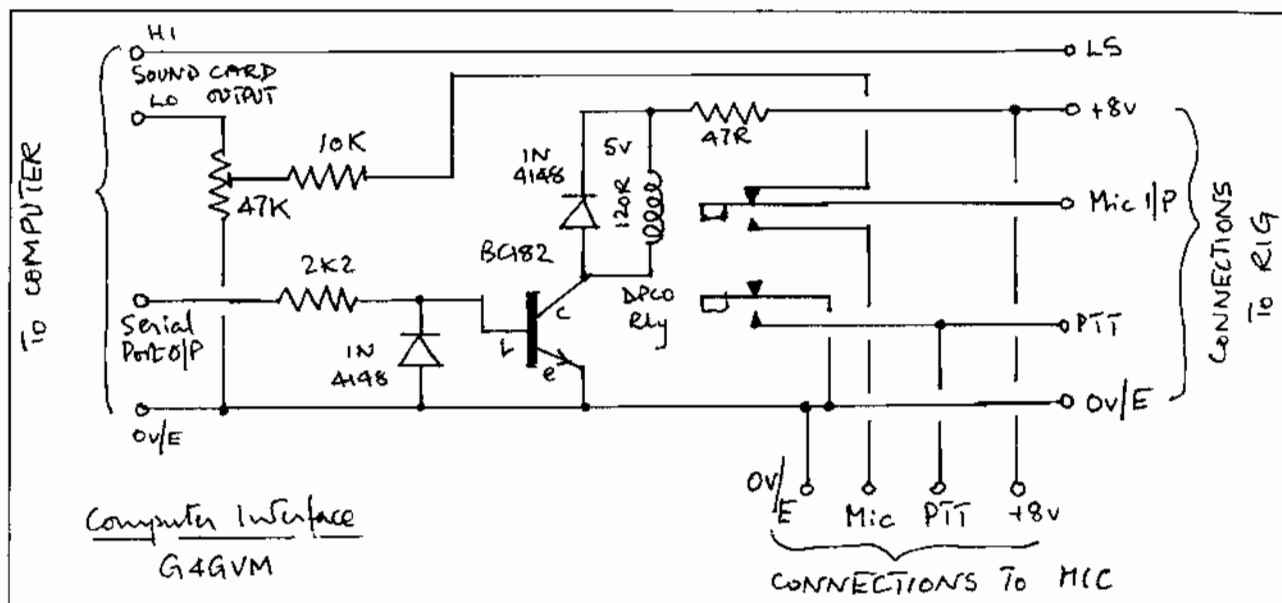 HI
SOUND CARD
LO OUTPUT
LS
+8v
47R
10K
5v
IN
4148
120R
47K
Mic I/P
TO COMPUTER
CONNECTIONS
TO RIG
BC182
2K2
DPCO
Rly
c
b
e
Serial
Port O/P
IN
4148
PTT
0v/E
0v/E
0v/
E
Mic
PTT
+8v
Computer Interface
G4GVM
CONNECTIONS TO MIC